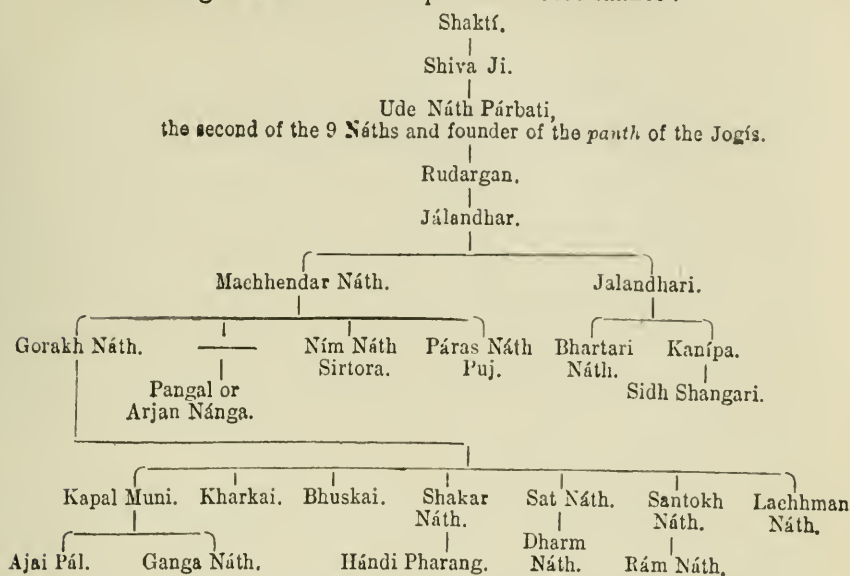 Shaktí.
Shiva Ji.
Ude Náth Párbati,
the second of the 9 Náths and founder of the panth of the Jogís.
Rudargan.
Jálandhar.
Machhendar Náth. Jalandhari.
Gorakh Náth. Ním Náth Páras Náth Bhartari Kanípa.
Sirtora. Puj. Náth.
Pangal or Sidh Shangari.
Arjan Nánga.
Kapal Muni. Kharkai. Bhuskai. Shakar Sat Náth. Santokh Lachhman
Náth. Náth. Náth.
Dharm
Ajai Pál. Ganga Náth. Hándi Pharang. Náth. Rám Náth.